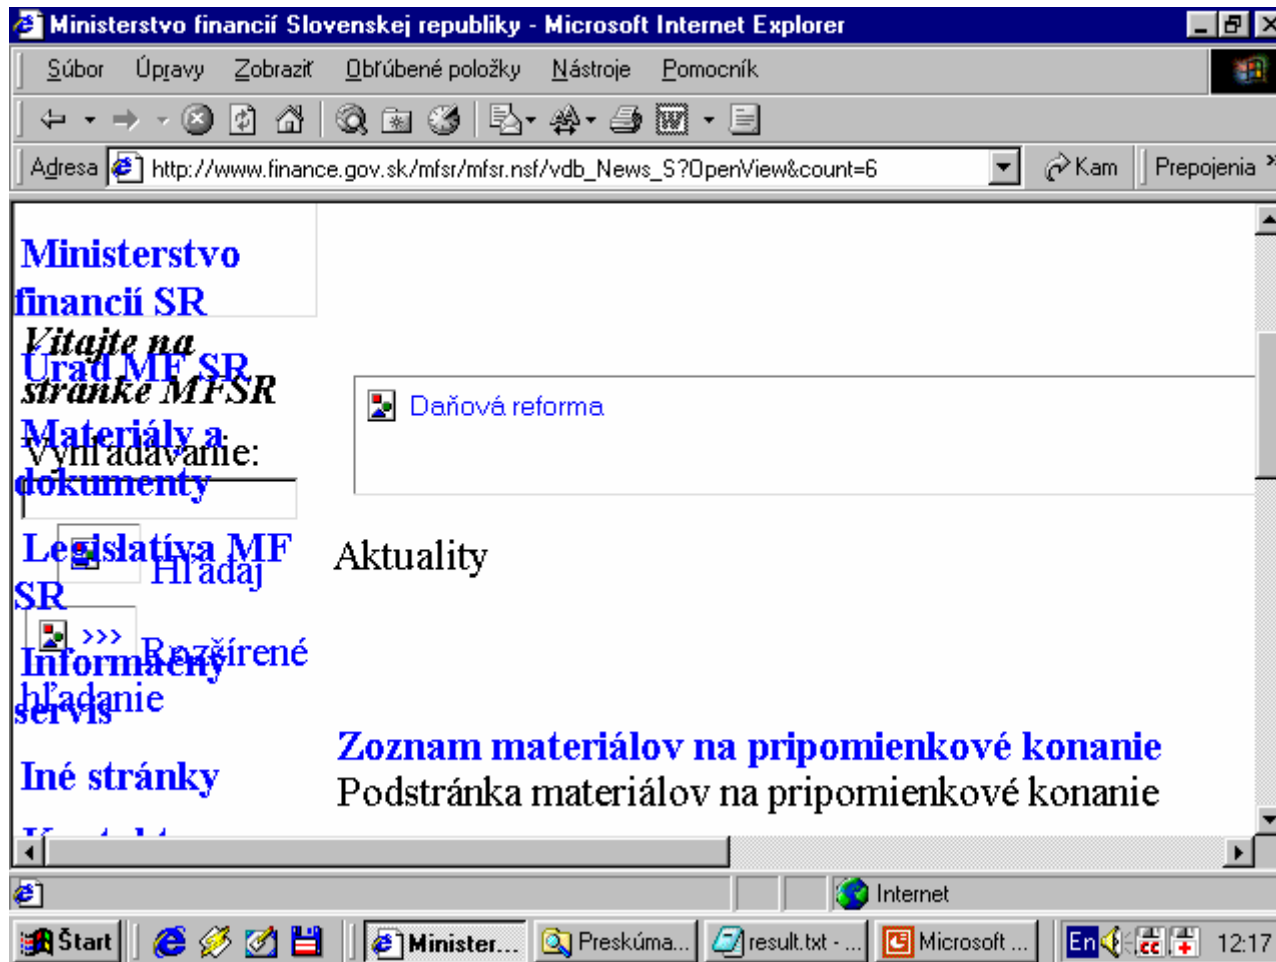 Ministerstvo financií Slovenskej republiky - Microsoft Internet Explorer
Súbor Úpravy Zobraziť Obľúbené položky Nástroje Pomocník
Adresa http://www.finance.gov.sk/mfsr/mfsr.nsf/vdb_News_S?OpenView&count=6 Kam Prepojenia »
Ministerstvo
financií SR
Vitajte na
Úrad MF SR
stránke MFSR
Materiály a
Vyhľadávanie:
dokumenty
Legislatíva MF
Hľadaj
SR
>>> Rozšírené
Informačný
hľadanie
servis
Iné stránky
Daňová reforma
Aktuality
Zoznam materiálov na pripomienkové konanie
Podstránka materiálov na pripomienkové konanie
Internet
Štart Minister... Preskúma... result.txt - ... Microsoft ... En cc 12:17